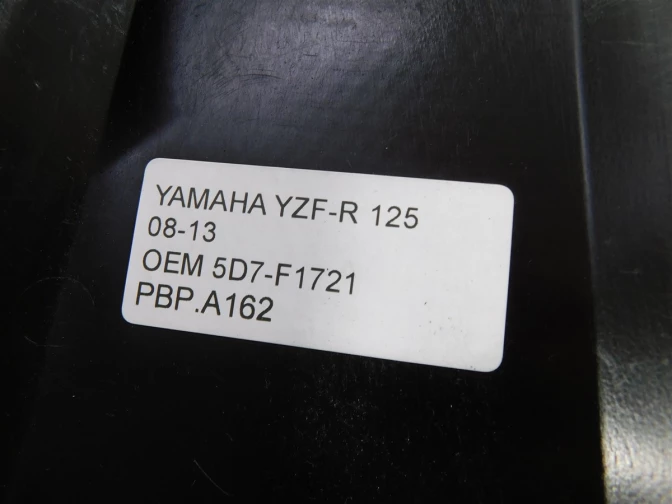 YAMAHA YZF-R 125
08-13
OEM 5D7-F1721
PBP.A162